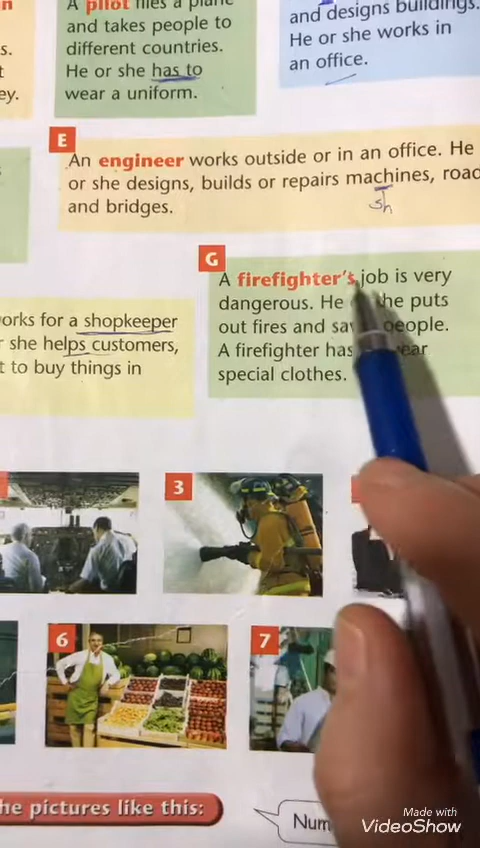 A pilot flies a plane
and takes people to
different countries.
He or she has to
wear a uniform.
and designs buildings.
He or she works in
an office.
s.
ey.
E
An engineer works outside or in an office. He
or she designs, builds or repairs machines, road
and bridges.
sh
G
A firefighter's job is very
dangerous. He he puts
out fires and people.
A firefighter has
special clothes.
orks for a shopkeeper
she helps customers,
t to buy things in
3
6
7
he pictures like this:
Num
Made with
VideoShow